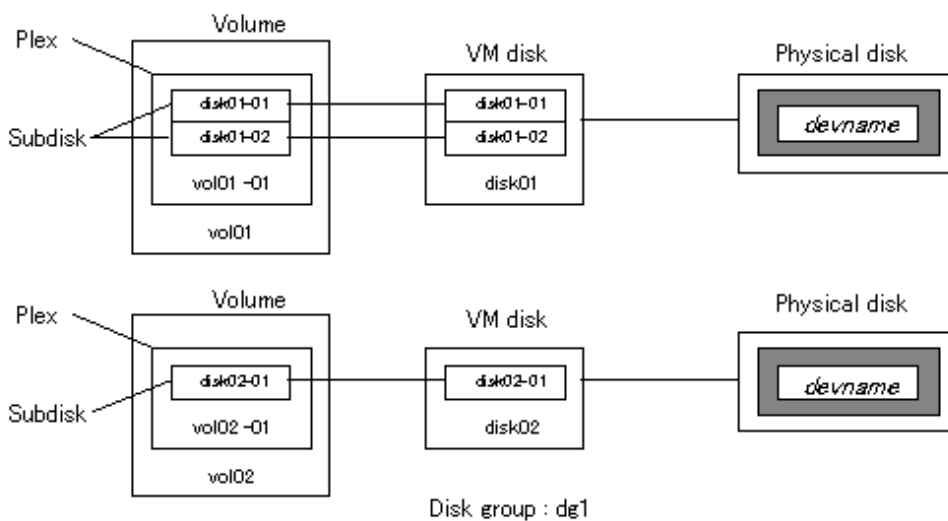 Volume
Plex
VM disk
Physical disk
disk01-01
disk01-01
disk01-02
disk01-02
devname
Subdisk
vol01 -01
disk01
vol01
Volume
Plex
VM disk
Physical disk
disk02-01
disk02-01
devname
Subdisk
vol02 -01
disk02
vol02
Disk group : dg1